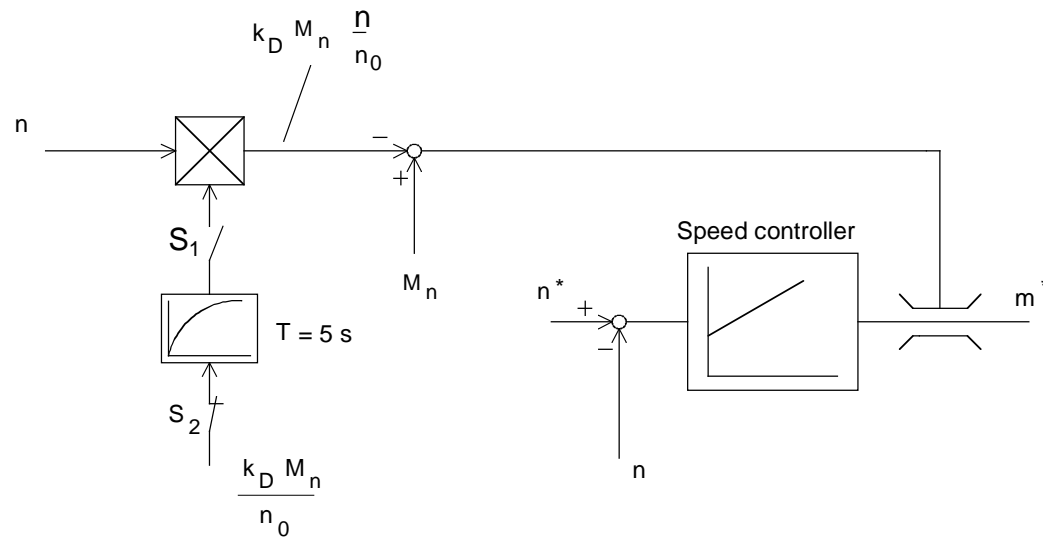 k_D M_n n/n_0
n
−
+
S_1
M_n
Speed controller
n*
+
−
m*
T = 5 s
S_2
n
k_D M_n
n_0